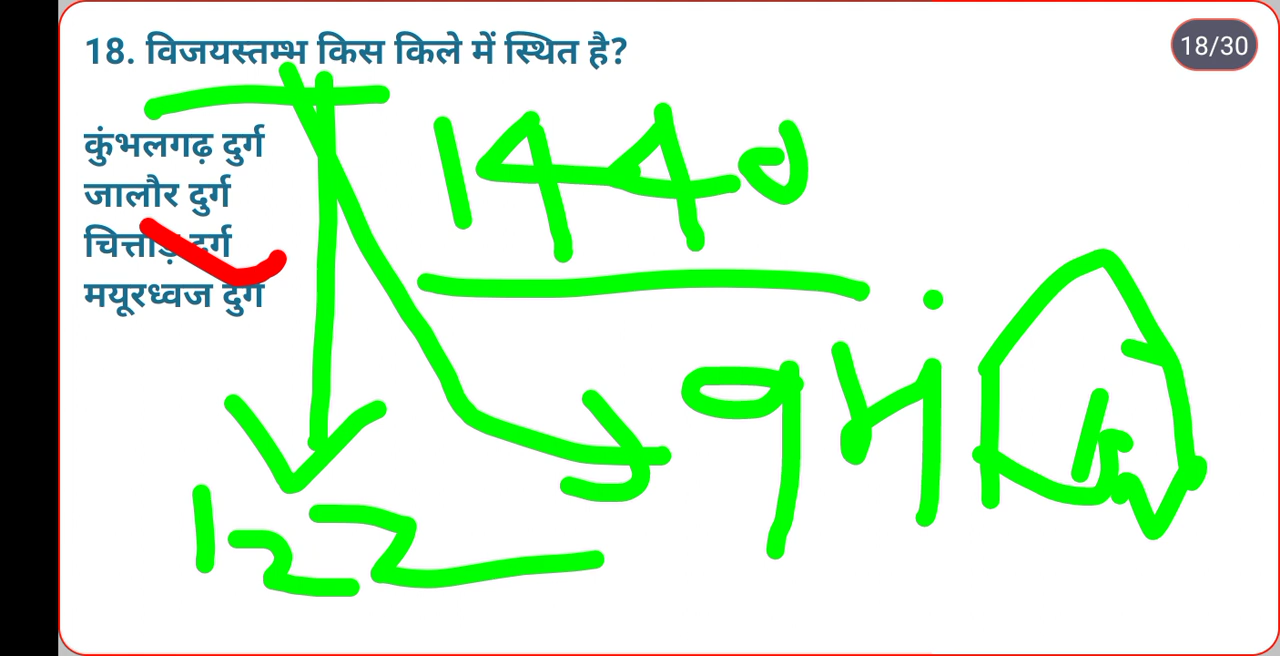 18. विजयस्तम्भ किस किले में स्थित है?
18/30
कुंभलगढ़ दुर्ग
जालौर दुर्ग
चित्तौड़ दुर्ग
मयूरध्वज दुर्ग
1440
9 मं
122